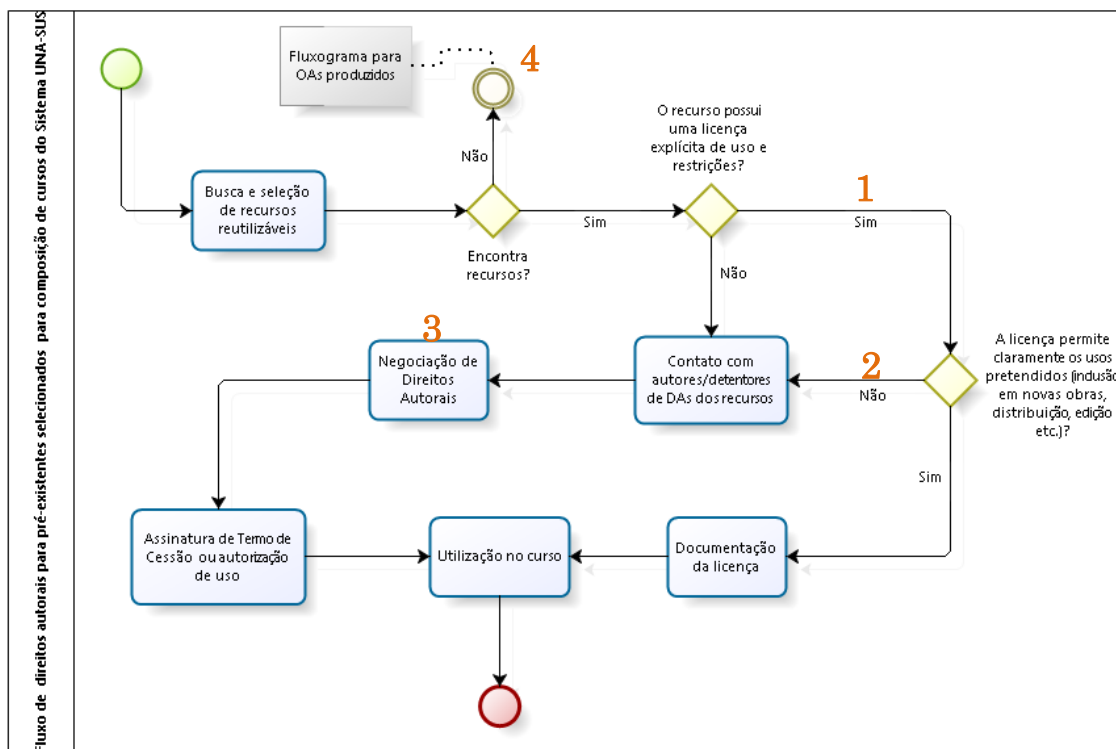 Fluxo de direitos autorais para pré-existentes selecionados para composição de cursos do Sistema UNA-SUS
Fluxograma para
OAs produzidos
4
O recurso possui
uma licença
explícita de uso e
restrições?
Não
1
Busca e seleção
de recursos
reutilizáveis
Sim
Sim
Encontra
recursos?
Não
3
Negociação de
Direitos
Autorais
Contato com
autores/detentores
de DAs dos recursos
2
Não
A licença permite
claramente os usos
pretendidos (inclusão
em novas obras,
distribuição, edição
etc.)?
Sim
Assinatura de Termo de
Cessão ou autorização
de uso
Utilização no curso
Documentação
da licença